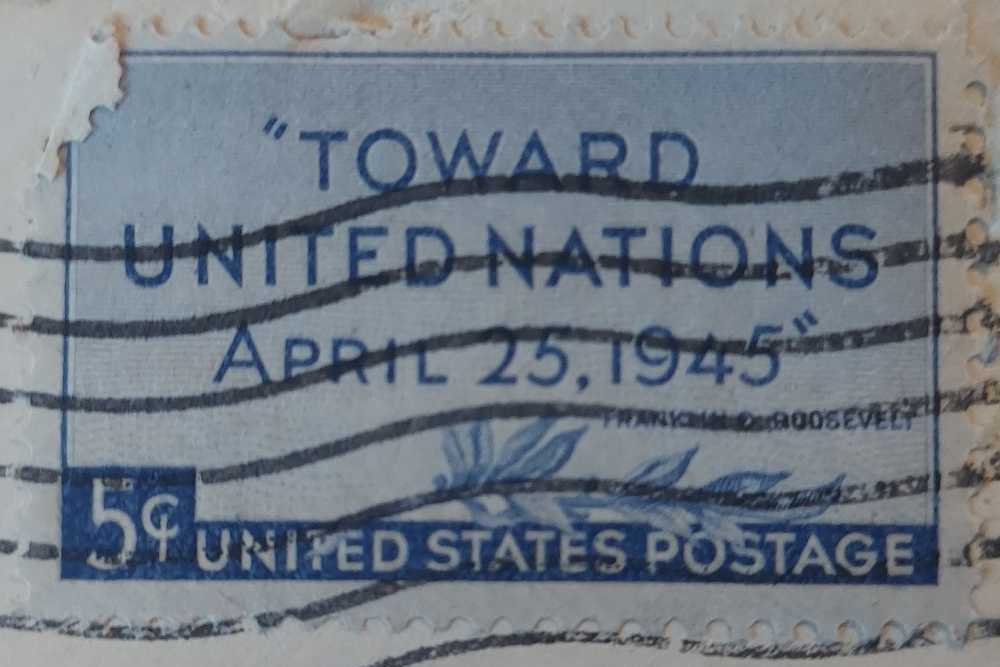 "TOWARD
UNITED NATIONS
APRIL 25, 1945"
FRANKLIN D. ROOSEVELT
5¢
UNITED STATES POSTAGE